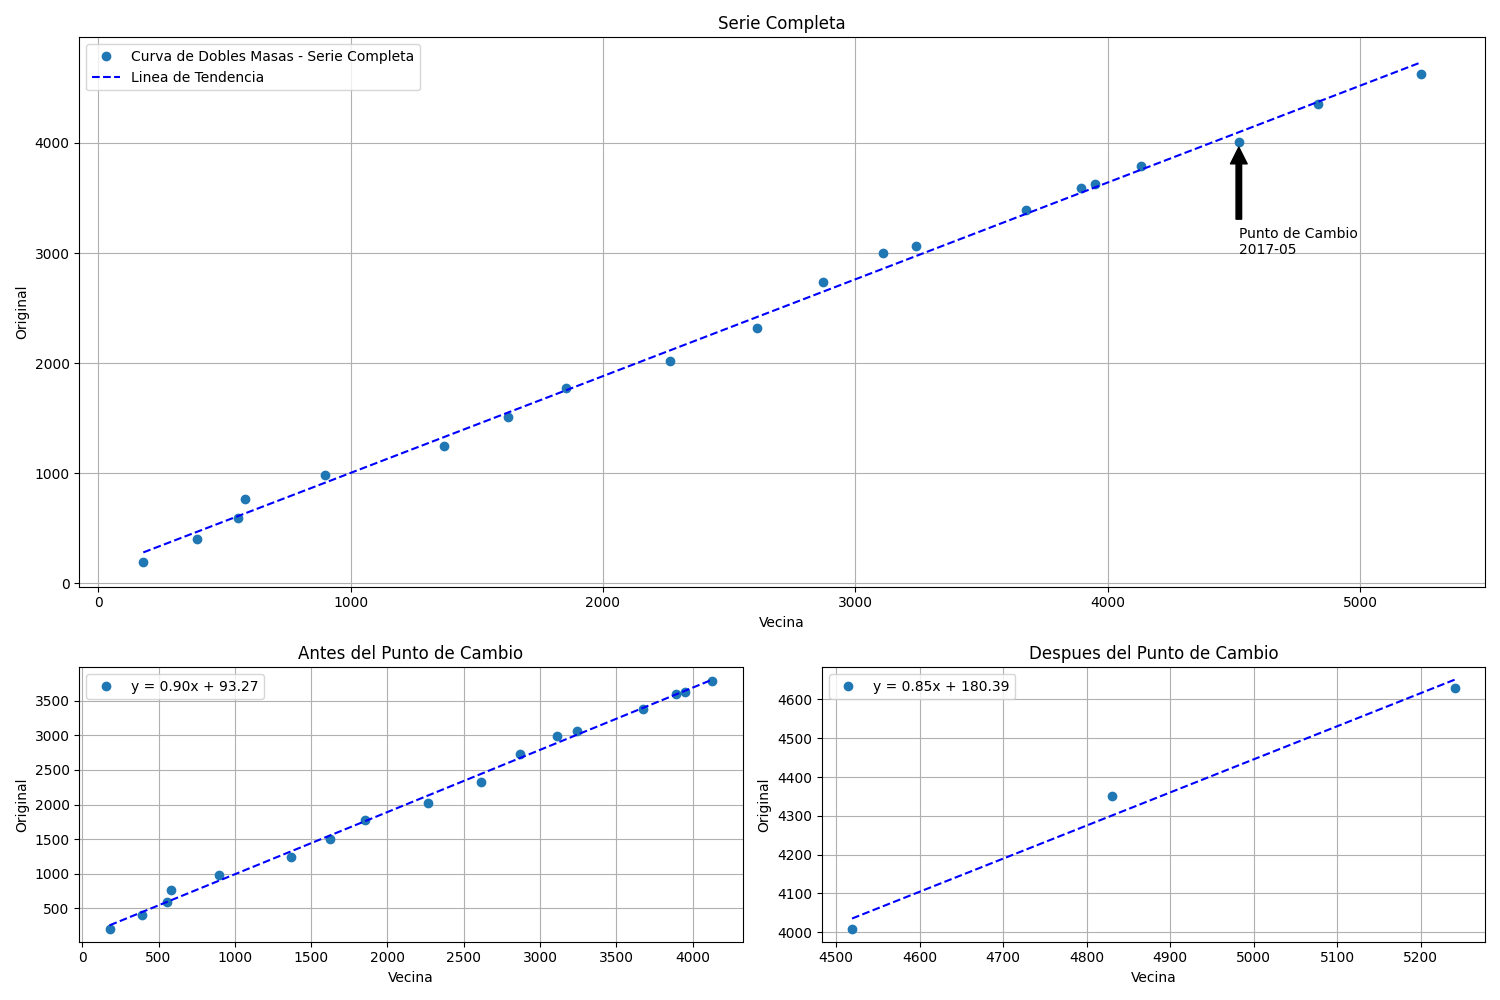 Serie Completa
Curva de Dobles Masas - Serie Completa
Linea de Tendencia
Original
4000
3000
2000
1000
0
Punto de Cambio
2017-05
0 1000 2000 3000 4000 5000
Vecina
Antes del Punto de Cambio
y = 0.90x + 93.27
Original
3500
3000
2500
2000
1500
1000
500
0 500 1000 1500 2000 2500 3000 3500 4000
Vecina
Despues del Punto de Cambio
y = 0.85x + 180.39
Original
4600
4500
4400
4300
4200
4100
4000
4500 4600 4700 4800 4900 5000 5100 5200
Vecina